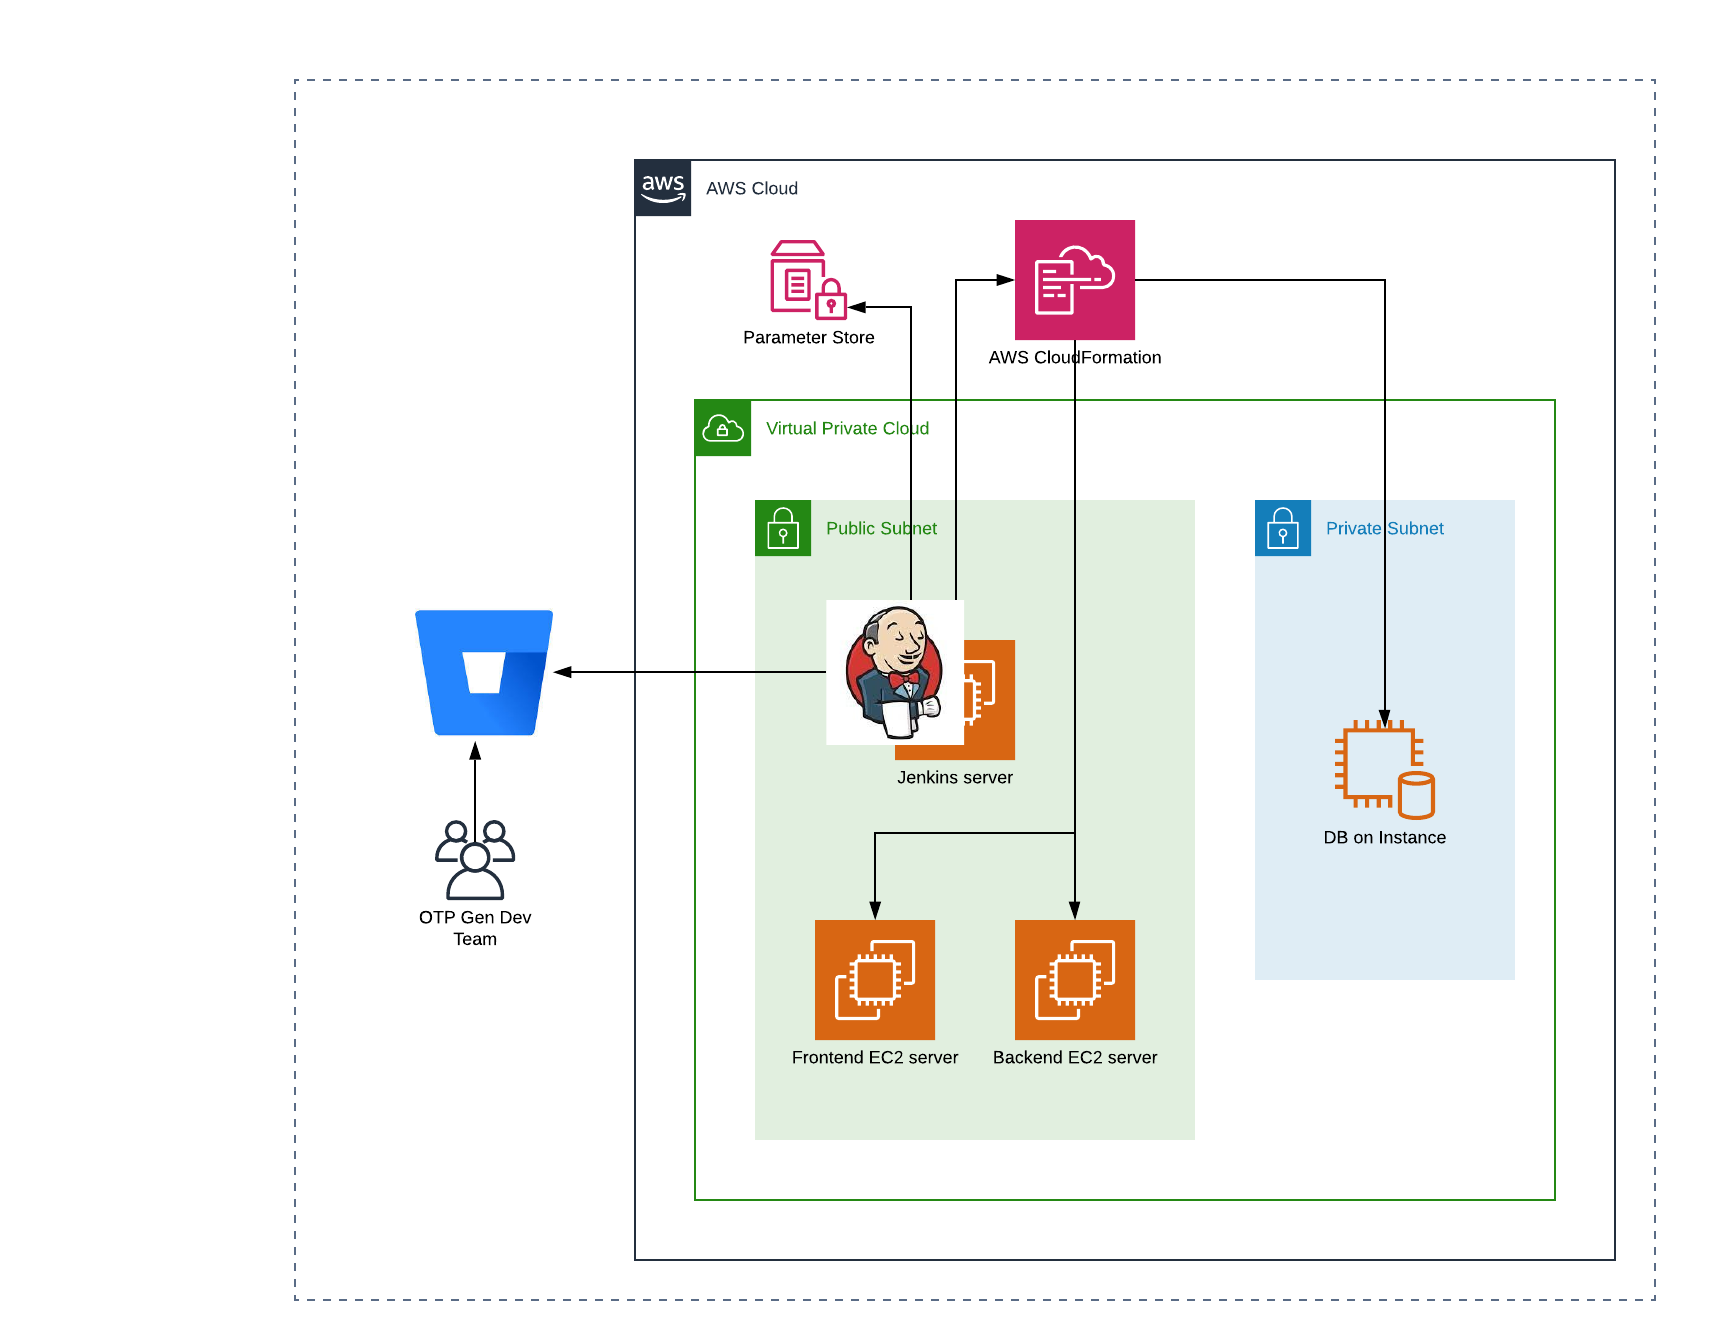 aws
AWS Cloud
Parameter Store
AWS CloudFormation
Virtual Private Cloud
Public Subnet
Private Subnet
Jenkins server
DB on Instance
OTP Gen Dev
Team
Frontend EC2 server
Backend EC2 server